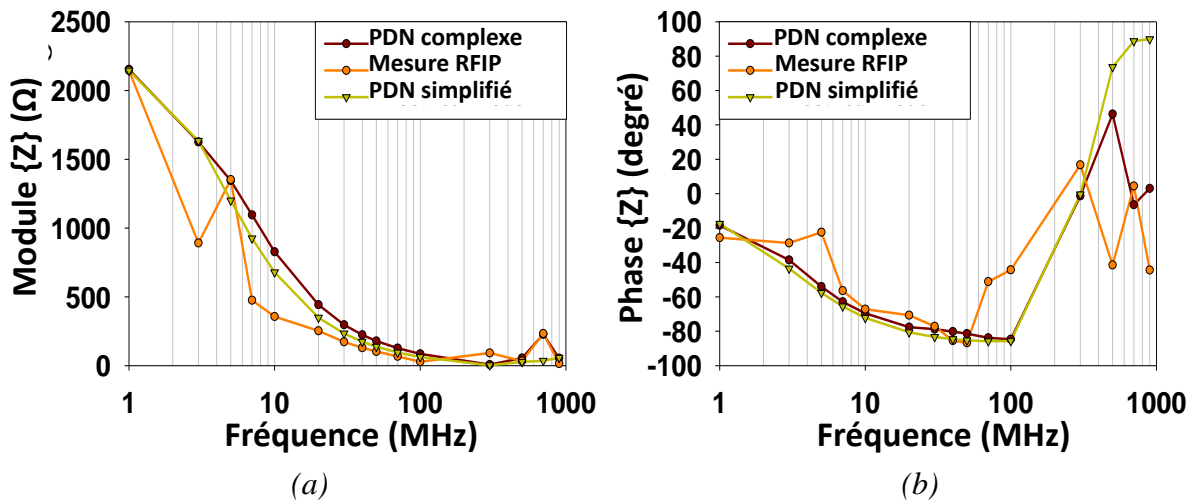 2500
2000
1500
1000
500
0
Module {Z} (Ω)
PDN complexe
Mesure RFIP
PDN simplifié
1 10 100 1000
Fréquence (MHz)
(a)
100
80
60
40
20
0
-20
-40
-60
-80
-100
Phase {Z} (degré)
PDN complexe
Mesure RFIP
PDN simplifié
1 10 100 1000
Fréquence (MHz)
(b)